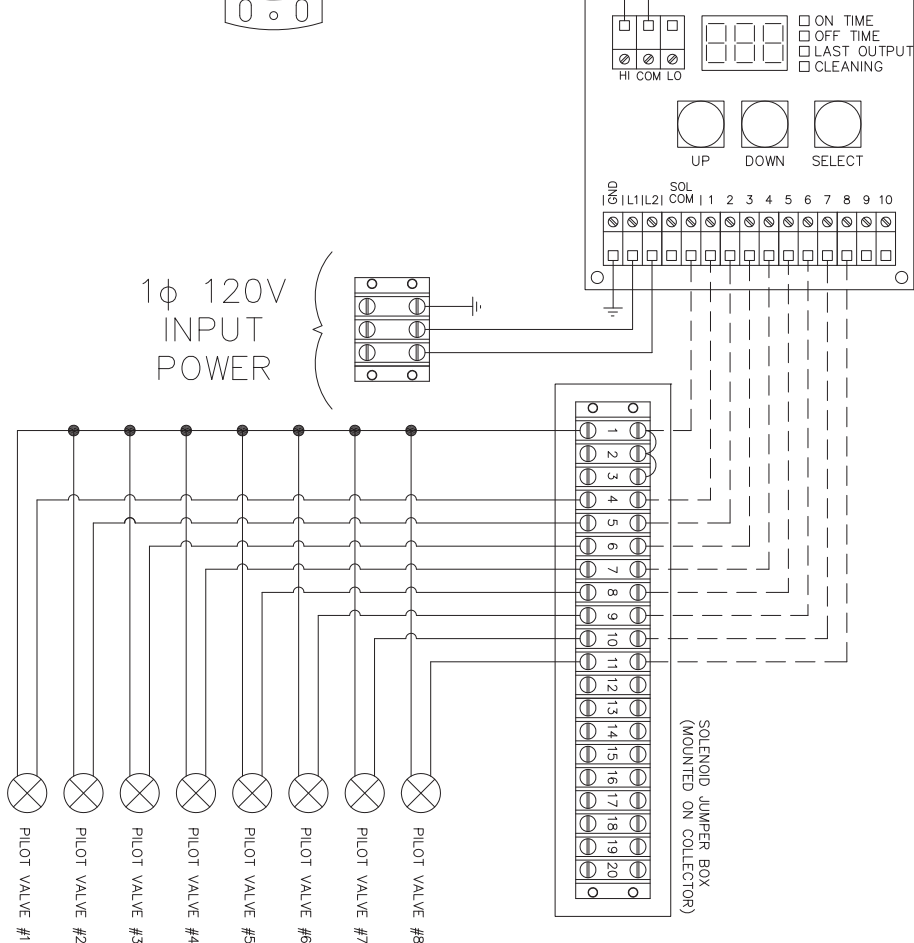 ON TIME
OFF TIME
LAST OUTPUT
CLEANING
HI COM LO
UP DOWN SELECT
SOL
GND L1 L2 COM 1 2 3 4 5 6 7 8 9 10
1ϕ 120V
INPUT
POWER
1
2
3
4
5
6
7
8
9
10
11
12
13
14
15
16
17
18
19
20
SOLENOID JUMPER BOX
(MOUNTED ON COLLECTOR)
PILOT VALVE #1
PILOT VALVE #2
PILOT VALVE #3
PILOT VALVE #4
PILOT VALVE #5
PILOT VALVE #6
PILOT VALVE #7
PILOT VALVE #8